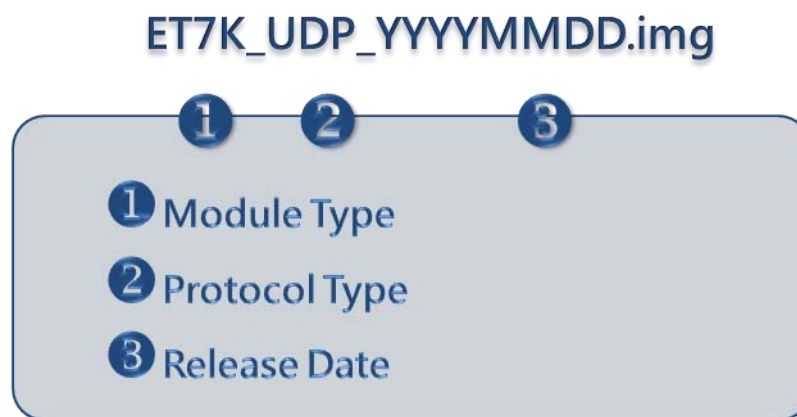 ET7K_UDP_YYYYMMDD.img
1 2 3
1 Module Type
2 Protocol Type
3 Release Date